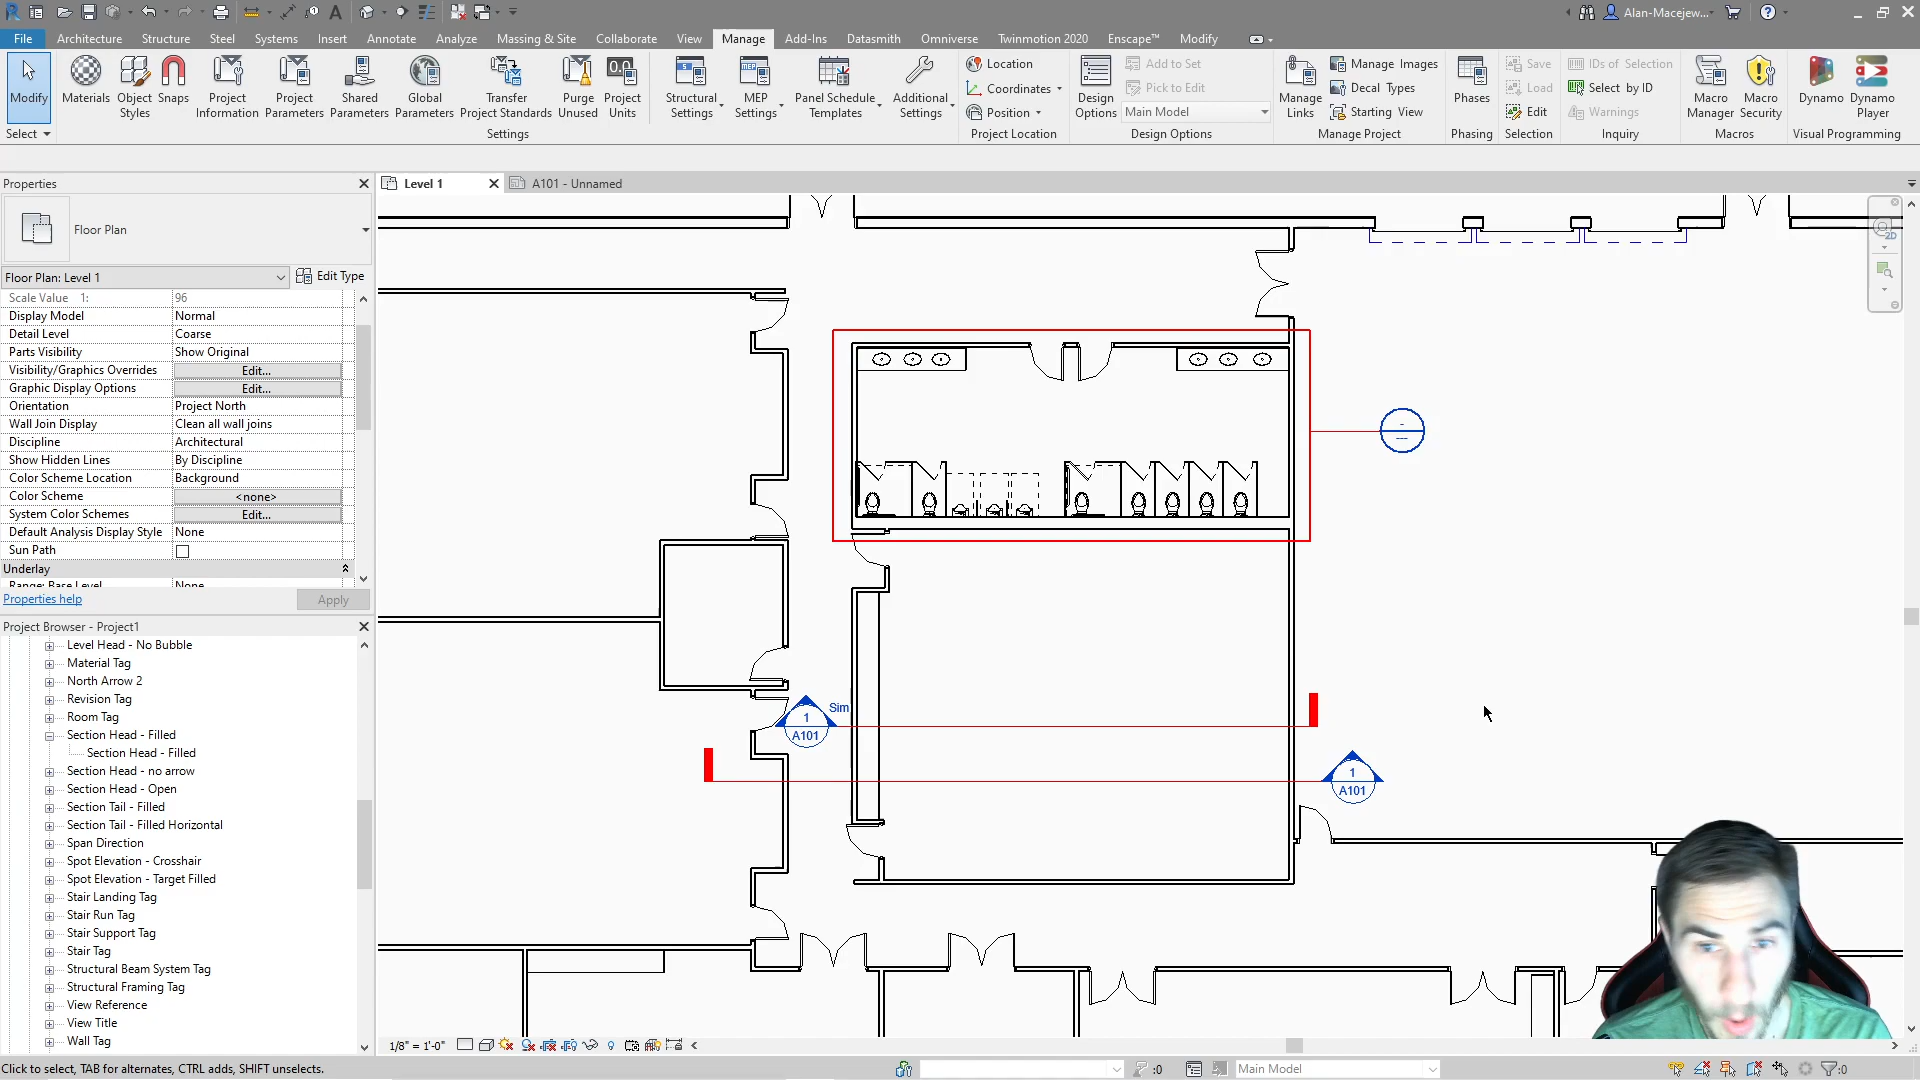 Alan-Macejew...
File
Architecture
Structure
Steel
Systems
Insert
Annotate
Analyze
Massing & Site
Collaborate
View
Manage
Add-Ins
Datasmith
Omniverse
Twinmotion 2020
Enscape™
Modify
Modify
Materials
Object Styles
Snaps
Project Information
Project Parameters
Shared Parameters
Global Parameters
Transfer Project Standards
Purge Unused
Project Units
Structural Settings
MEP Settings
Panel Schedule Templates
Additional Settings
Location
Coordinates
Position
Design Options
Add to Set
Pick to Edit
Main Model
Manage Links
Manage Images
Decal Types
Starting View
Phases
Save
Load
Edit
IDs of Selection
Select by ID
Warnings
Macro Manager
Macro Security
Dynamo
Dynamo Player
Select
Settings
Project Location
Design Options
Manage Project
Phasing
Selection
Inquiry
Macros
Visual Programming
Properties
Floor Plan
Floor Plan: Level 1
Edit Type
Scale Value 1: 96
Display Model Normal
Detail Level Coarse
Parts Visibility Show Original
Visibility/Graphics Overrides Edit...
Graphic Display Options Edit...
Orientation Project North
Wall Join Display Clean all wall joins
Discipline Architectural
Show Hidden Lines By Discipline
Color Scheme Location Background
Color Scheme <none>
System Color Schemes Edit...
Default Analysis Display Style None
Sun Path
Underlay
Range: Base Level None
Properties help
Apply
Project Browser - Project1
Level Head - No Bubble
Material Tag
North Arrow 2
Revision Tag
Room Tag
Section Head - Filled
Section Head - Filled
Section Head - no arrow
Section Head - Open
Section Tail - Filled
Section Tail - Filled Horizontal
Span Direction
Spot Elevation - Crosshair
Spot Elevation - Target Filled
Stair Landing Tag
Stair Run Tag
Stair Support Tag
Stair Tag
Structural Beam System Tag
Structural Framing Tag
View Reference
View Title
Wall Tag
Level 1
A101 - Unnamed
2D
1
A101
Sim
1
A101
1/8" = 1'-0"
Click to select, TAB for alternates, CTRL adds, SHIFT unselects.
:0
Main Model
:0